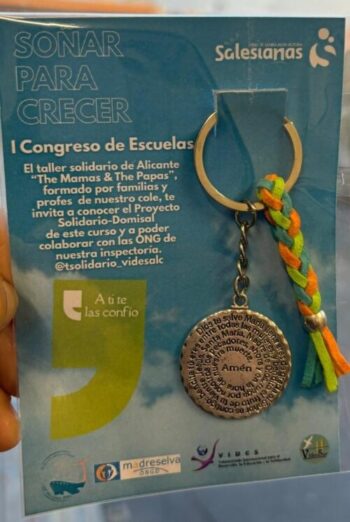 SOÑAR
PARA
CRECER
Salesianas
I Congreso de Escuelas
El taller solidario de Alicante
"The Mamas & The Papas",
formado por familias y
profes de nuestro cole, te
invita a conocer el Proyecto
Solidario-Domisal
de este curso y a poder
colaborar con las ONG de
nuestra inspectoría.
@tsolidario_videsalc
A ti te
las confío
Amén
madreselva
ONGD
VIDES